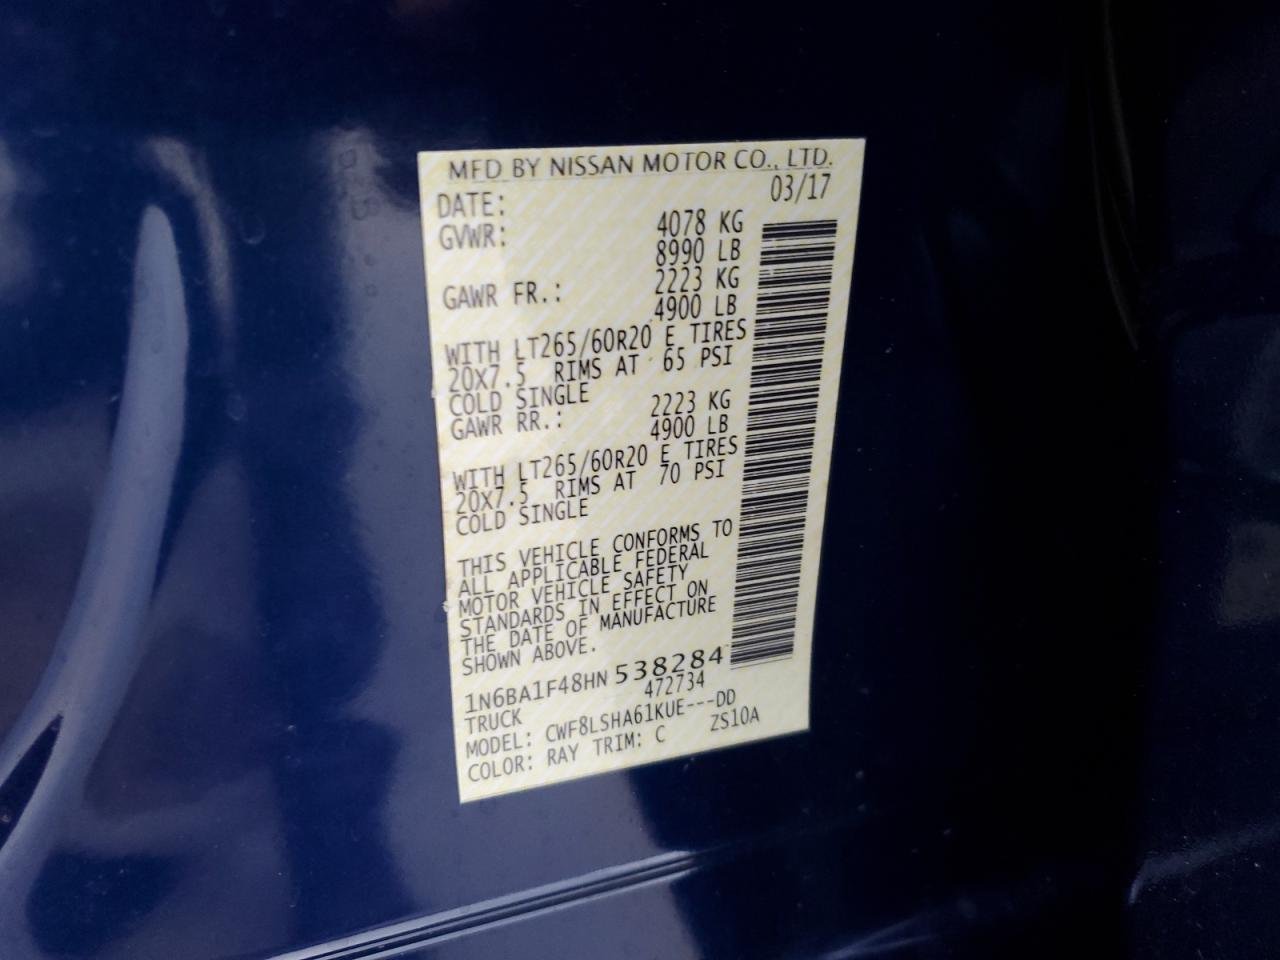 MFD BY NISSAN MOTOR CO., LTD.
DATE: 03/17
GVWR: 4078 KG
8990 LB
GAWR FR.: 2223 KG
4900 LB
WITH LT265/60R20 E TIRES
20X7.5 RIMS AT 65 PSI
COLD SINGLE
GAWR RR.: 2223 KG
4900 LB
WITH LT265/60R20 E TIRES
20X7.5 RIMS AT 70 PSI
COLD SINGLE
THIS VEHICLE CONFORMS TO
ALL APPLICABLE FEDERAL
MOTOR VEHICLE SAFETY
STANDARDS IN EFFECT ON
THE DATE OF MANUFACTURE
SHOWN ABOVE.
1N6BA1F48HN538284
TRUCK 472734
MODEL: CWF8LSHA61KUE---DD
COLOR: RAY TRIM: C ZS10A